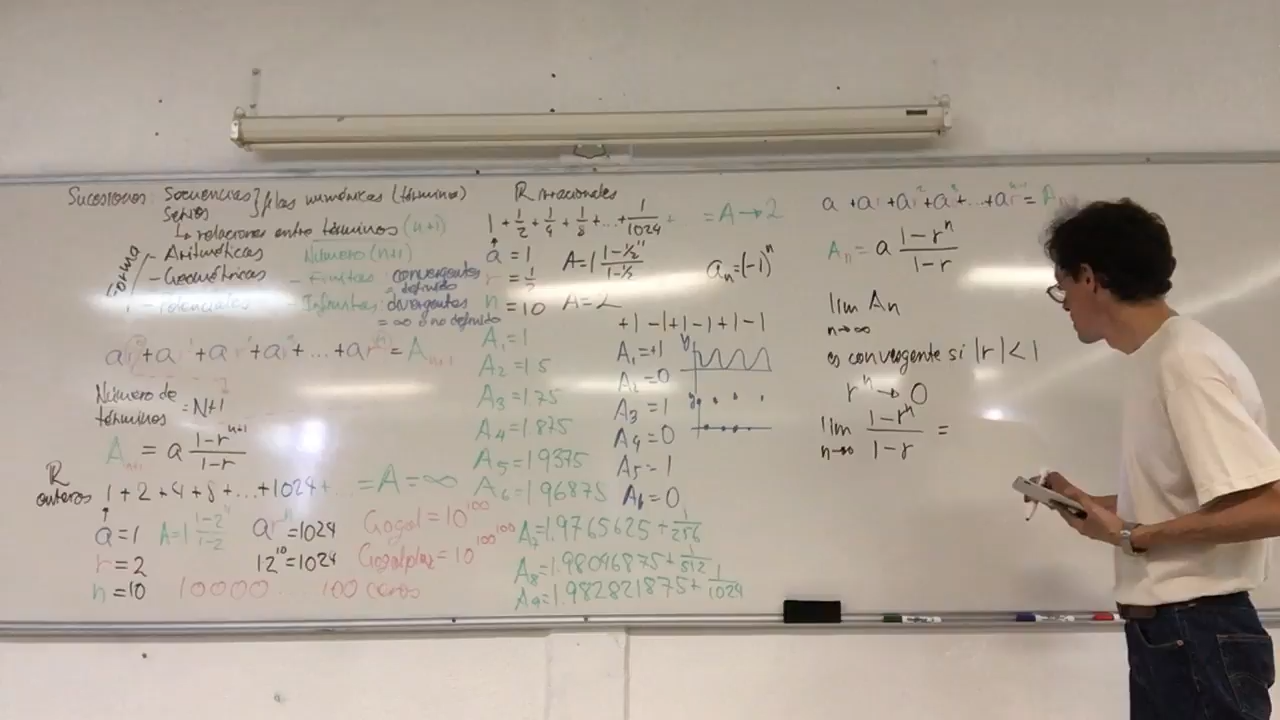 Sucesiones: Secuencias } filas numéricas (términos)
Series
↳ relaciones entre términos (n+1)
Forma
- Aritméticas Número (n+1)
- Geométricas - Finitas: convergentes
definido
- Potenciales - Infinitas: divergentes
= ∞ o no definido
ar⁰ + ar¹ + ar² + ar³ + ... + arⁿ = Aₙ₊₁
Número de
términos = N+1
Aₙ₊₁ = a (1-rⁿ⁺¹)/(1-r)
R
enteros 1 + 2 + 4 + 8 + ... + 1024 + ... = A = ∞
a = 1 A = 1 (1-2¹¹)/(1-2) arⁿ = 1024
r = 2 1 2¹⁰ = 1024
n = 10 10000... 100 ceros
Gogol = 10¹⁰⁰
Gogolplex = 10^100^100
R racionales
1 + 1/2 + 1/4 + 1/8 + ... + 1/1024 + = A → 2
a = 1 A = 1 (1-½¹¹)/(1-½)
r = 1/2
n = 10 A = 2
A₁ = 1
A₂ = 1.5
A₃ = 1.75
A₄ = 1.875
A₅ = 1.9375
A₆ = 1.96875
A₇ = 1.9765625 + 1/256
A₈ = 1.98046875 + 1/512
A₉ = 1.982821875 + 1/1024
aₙ = (-1)ⁿ
+1 -1 +1 -1 +1 -1
A₁ = +1
A₂ = 0
A₃ = 1
A₄ = 0
A₅ = 1
A₆ = 0
y
y
a + ar + ar² + ar³ + ... + arⁿ⁻¹ = Aₙ
Aₙ = a (1-rⁿ)/(1-r)
lim Aₙ
n→∞
es convergente si |r| < 1
rⁿ → 0
lim (1-rⁿ)/(1-r) =
n→∞